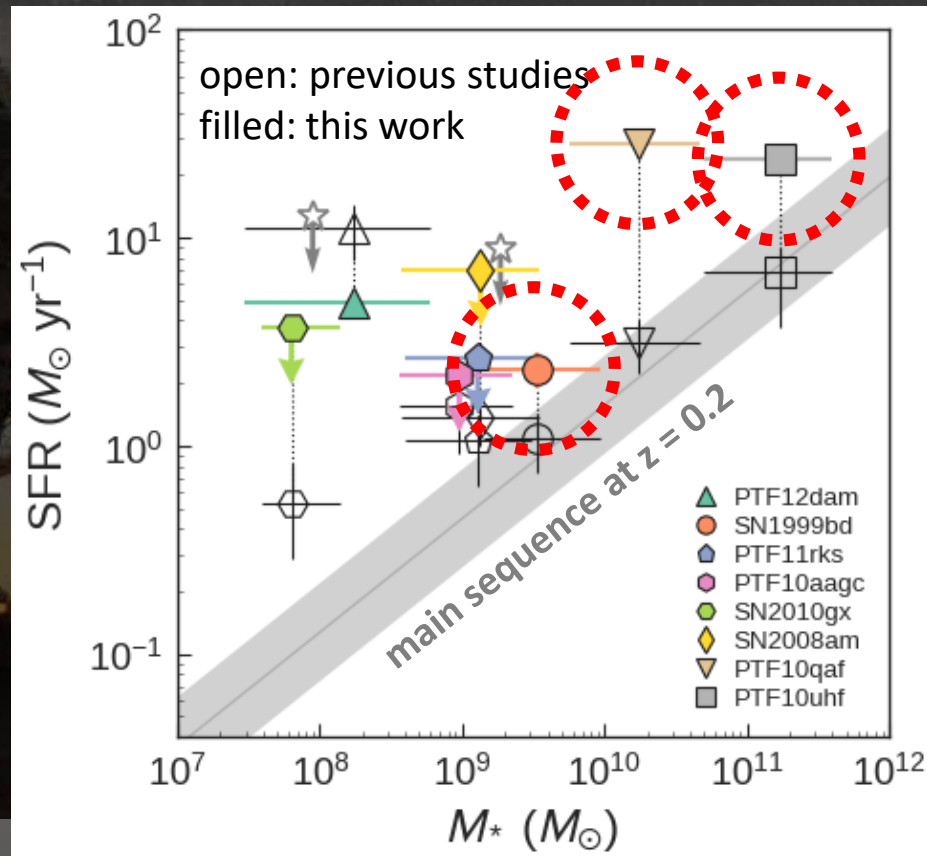 10²
open: previous studies
filled: this work
10¹
SFR (M⊙ yr⁻¹)
10⁰
main sequence at z = 0.2
PTF12dam
SN1999bd
PTF11rks
PTF10aagc
SN2010gx
SN2008am
PTF10qaf
PTF10uhf
10⁻¹
10⁷ 10⁸ 10⁹ 10¹⁰ 10¹¹ 10¹²
M* (M⊙)